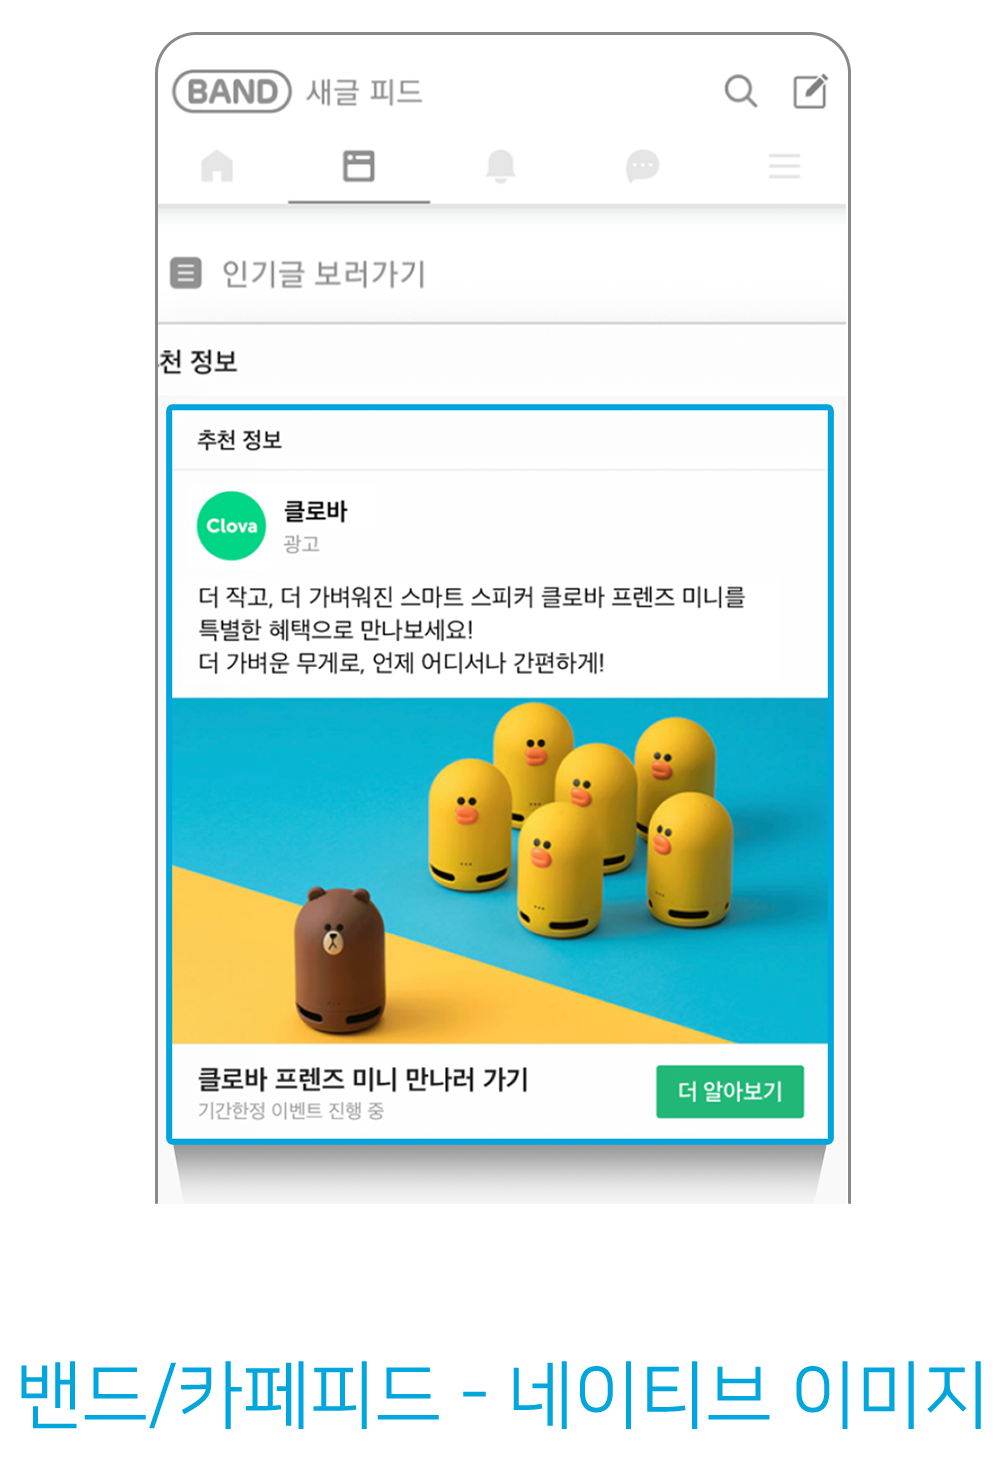 BAND 새글 피드
인기글 보러가기
천 정보
추천 정보
Clova
클로바
광고
더 작고, 더 가벼워진 스마트 스피커 클로바 프렌즈 미니를
특별한 혜택으로 만나보세요!
더 가벼운 무게로, 언제 어디서나 간편하게!
클로바 프렌즈 미니 만나러 가기
기간한정 이벤트 진행 중
더 알아보기
밴드/카페피드 - 네이티브 이미지